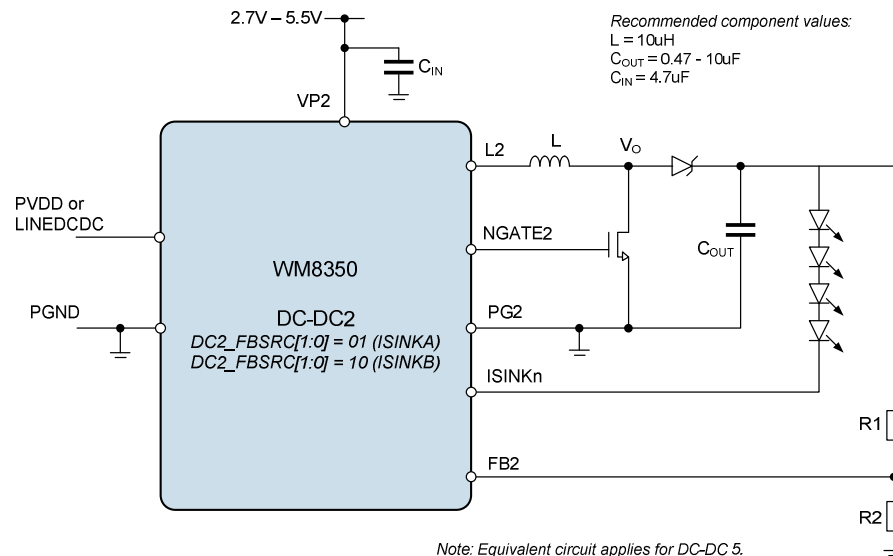 2.7V – 5.5V
Recommended component values:
L = 10uH
COUT = 0.47 - 10uF
CIN = 4.7uF
CIN
VP2
L2
L
VO
PVDD or
LINEDCDC
NGATE2
COUT
WM8350
PGND
DC-DC2
PG2
DC2_FBSRC[1:0] = 01 (ISINKA)
DC2_FBSRC[1:0] = 10 (ISINKB)
ISINKn
R1
FB2
R2
Note: Equivalent circuit applies for DC-DC 5.